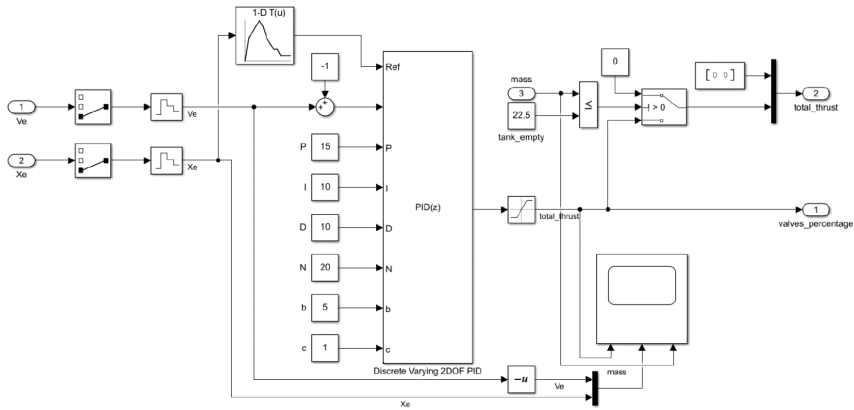 1-D T(u)
-1
Ref
1
Ve
Ve
2
Xe
Xe
P
15
P
I
10
I
D
10
D
N
20
N
b
5
b
c
1
c
PID(z)
Discrete Varying 2DOF PID
total_thrust
mass
3
22.5
tank_empty
<=
0
> 0
[0 0]
2
total_thrust
1
valves_percentage
-u
Ve
mass
Xe